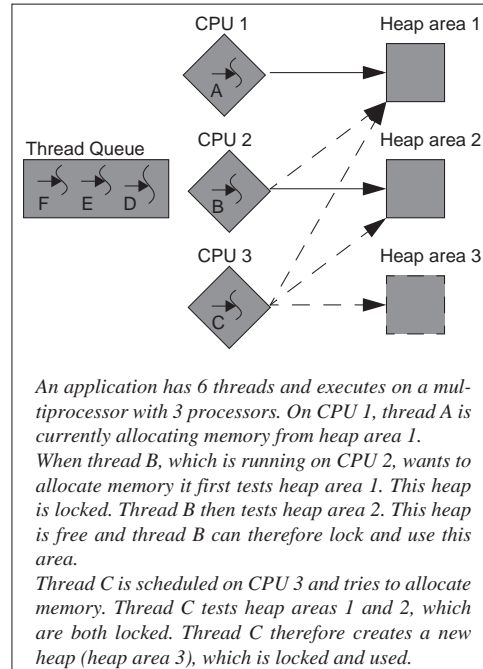 CPU 1
Heap area 1
A
Thread Queue
CPU 2
Heap area 2
F
E
D
B
CPU 3
Heap area 3
C
An application has 6 threads and executes on a mul-
tiprocessor with 3 processors. On CPU 1, thread A is
currently allocating memory from heap area 1.
When thread B, which is running on CPU 2, wants to
allocate memory it first tests heap area 1. This heap
is locked. Thread B then tests heap area 2. This heap
is free and thread B can therefore lock and use this
area.
Thread C is scheduled on CPU 3 and tries to allocate
memory. Thread C tests heap areas 1 and 2, which
are both locked. Thread C therefore creates a new
heap (heap area 3), which is locked and used.